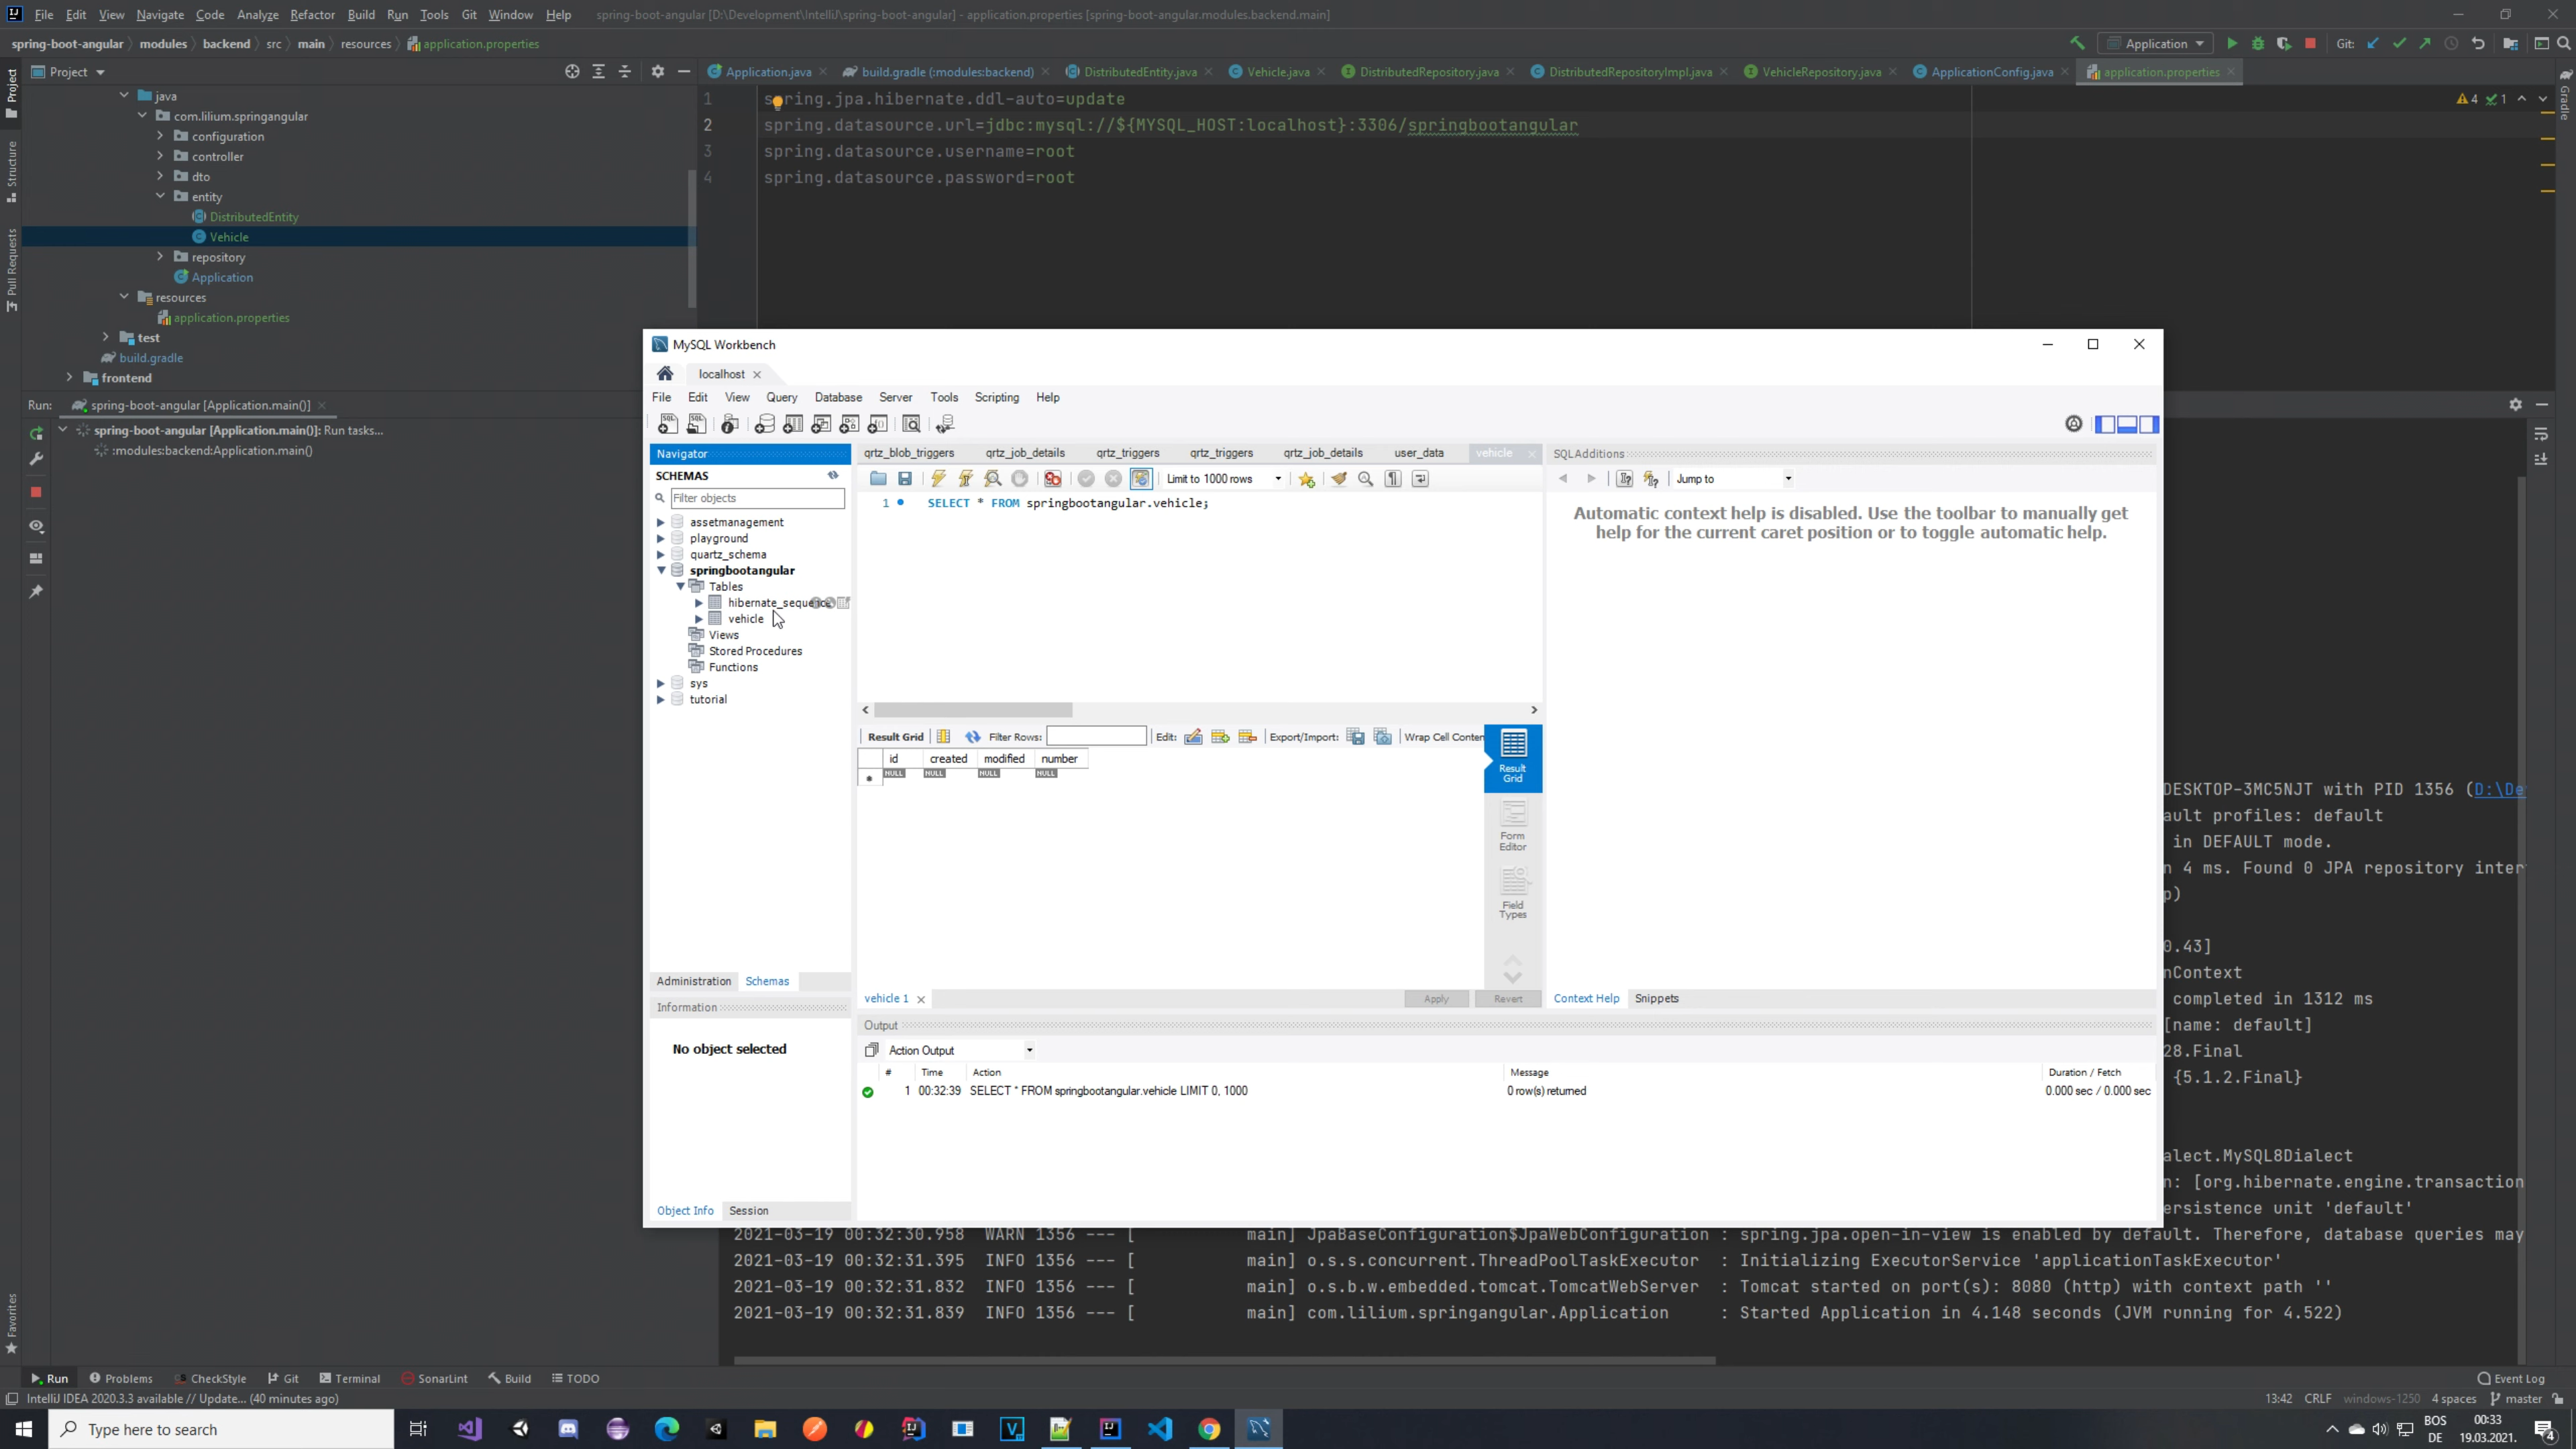 File Edit View Navigate Code Analyze Refactor Build Run Tools Git Window Help spring-boot-angular [D:\Development\IntelliJ\spring-boot-angular] - application.properties [spring-boot-angular.modules.backend.main]
spring-boot-angular modules backend src main resources application.properties
Application Git:
Project
Application.java build.gradle (:modules:backend) DistributedEntity.java Vehicle.java DistributedRepository.java DistributedRepositoryImpl.java VehicleRepository.java ApplicationConfig.java application.properties
Project
Structure
Pull Requests
Favorites
Gradle
java
com.lilium.springangular
configuration
controller
dto
entity
DistributedEntity
Vehicle
repository
Application
resources
application.properties
test
build.gradle
frontend
1 spring.jpa.hibernate.ddl-auto=update
2 spring.datasource.url=jdbc:mysql://${MYSQL_HOST:localhost}:3306/springbootangular
3 spring.datasource.username=root
4 spring.datasource.password=root
4 1
Run: spring-boot-angular [Application.main()]
spring-boot-angular [Application.main()]: Run tasks...
:modules:backend:Application.main()
MySQL Workbench
localhost
File Edit View Query Database Server Tools Scripting Help
Navigator
SCHEMAS
Filter objects
assetmanagement
playground
quartz_schema
springbootangular
Tables
hibernate_sequence
vehicle
Views
Stored Procedures
Functions
sys
tutorial
Administration Schemas
Information
No object selected
Object Info Session
qrtz_blob_triggers qrtz_job_details qrtz_triggers qrtz_triggers qrtz_job_details user_data vehicle
Limit to 1000 rows
1 SELECT * FROM springbootangular.vehicle;
Result Grid Filter Rows: Edit: Export/Import: Wrap Cell Conten
id created modified number
NULL NULL NULL NULL
Result Grid
Form Editor
Field Types
vehicle 1 Apply Revert
SQLAdditions
Jump to
Automatic context help is disabled. Use the toolbar to manually get
help for the current caret position or to toggle automatic help.
Context Help Snippets
Output
Action Output
# Time Action Message Duration / Fetch
1 00:32:39 SELECT * FROM springbootangular.vehicle LIMIT 0, 1000 0 row(s) returned 0.000 sec / 0.000 sec
DESKTOP-3MC5NJT with PID 1356 (D:\De
ault profiles: default
in DEFAULT mode.
n 4 ms. Found 0 JPA repository inter
p)
0.43]
nContext
completed in 1312 ms
[name: default]
28.Final
{5.1.2.Final}
alect.MySQL8Dialect
n: [org.hibernate.engine.transaction
ersistence unit 'default'
2021-03-19 00:32:30.958 WARN 1356 --- [ main] JpaBaseConfiguration$JpaWebConfiguration : spring.jpa.open-in-view is enabled by default. Therefore, database queries may
2021-03-19 00:32:31.395 INFO 1356 --- [ main] o.s.s.concurrent.ThreadPoolTaskExecutor : Initializing ExecutorService 'applicationTaskExecutor'
2021-03-19 00:32:31.832 INFO 1356 --- [ main] o.s.b.w.embedded.tomcat.TomcatWebServer : Tomcat started on port(s): 8080 (http) with context path ''
2021-03-19 00:32:31.839 INFO 1356 --- [ main] com.lilium.springangular.Application : Started Application in 4.148 seconds (JVM running for 4.522)
Run Problems CheckStyle Git Terminal SonarLint Build TODO Event Log
IntelliJ IDEA 2020.3.3 available // Update... (40 minutes ago) 13:42 CRLF windows-1250 4 spaces master
Type here to search
BOS
DE
00:33
19.03.2021.
4